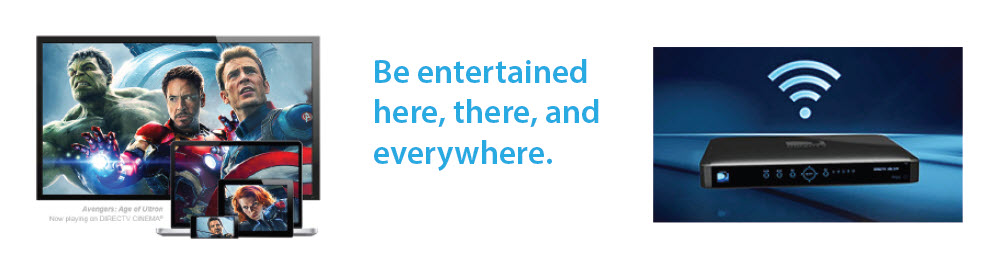 Be entertained
here, there, and
everywhere.
Avengers: Age of Ultron
Now playing on DIRECTV CINEMA®